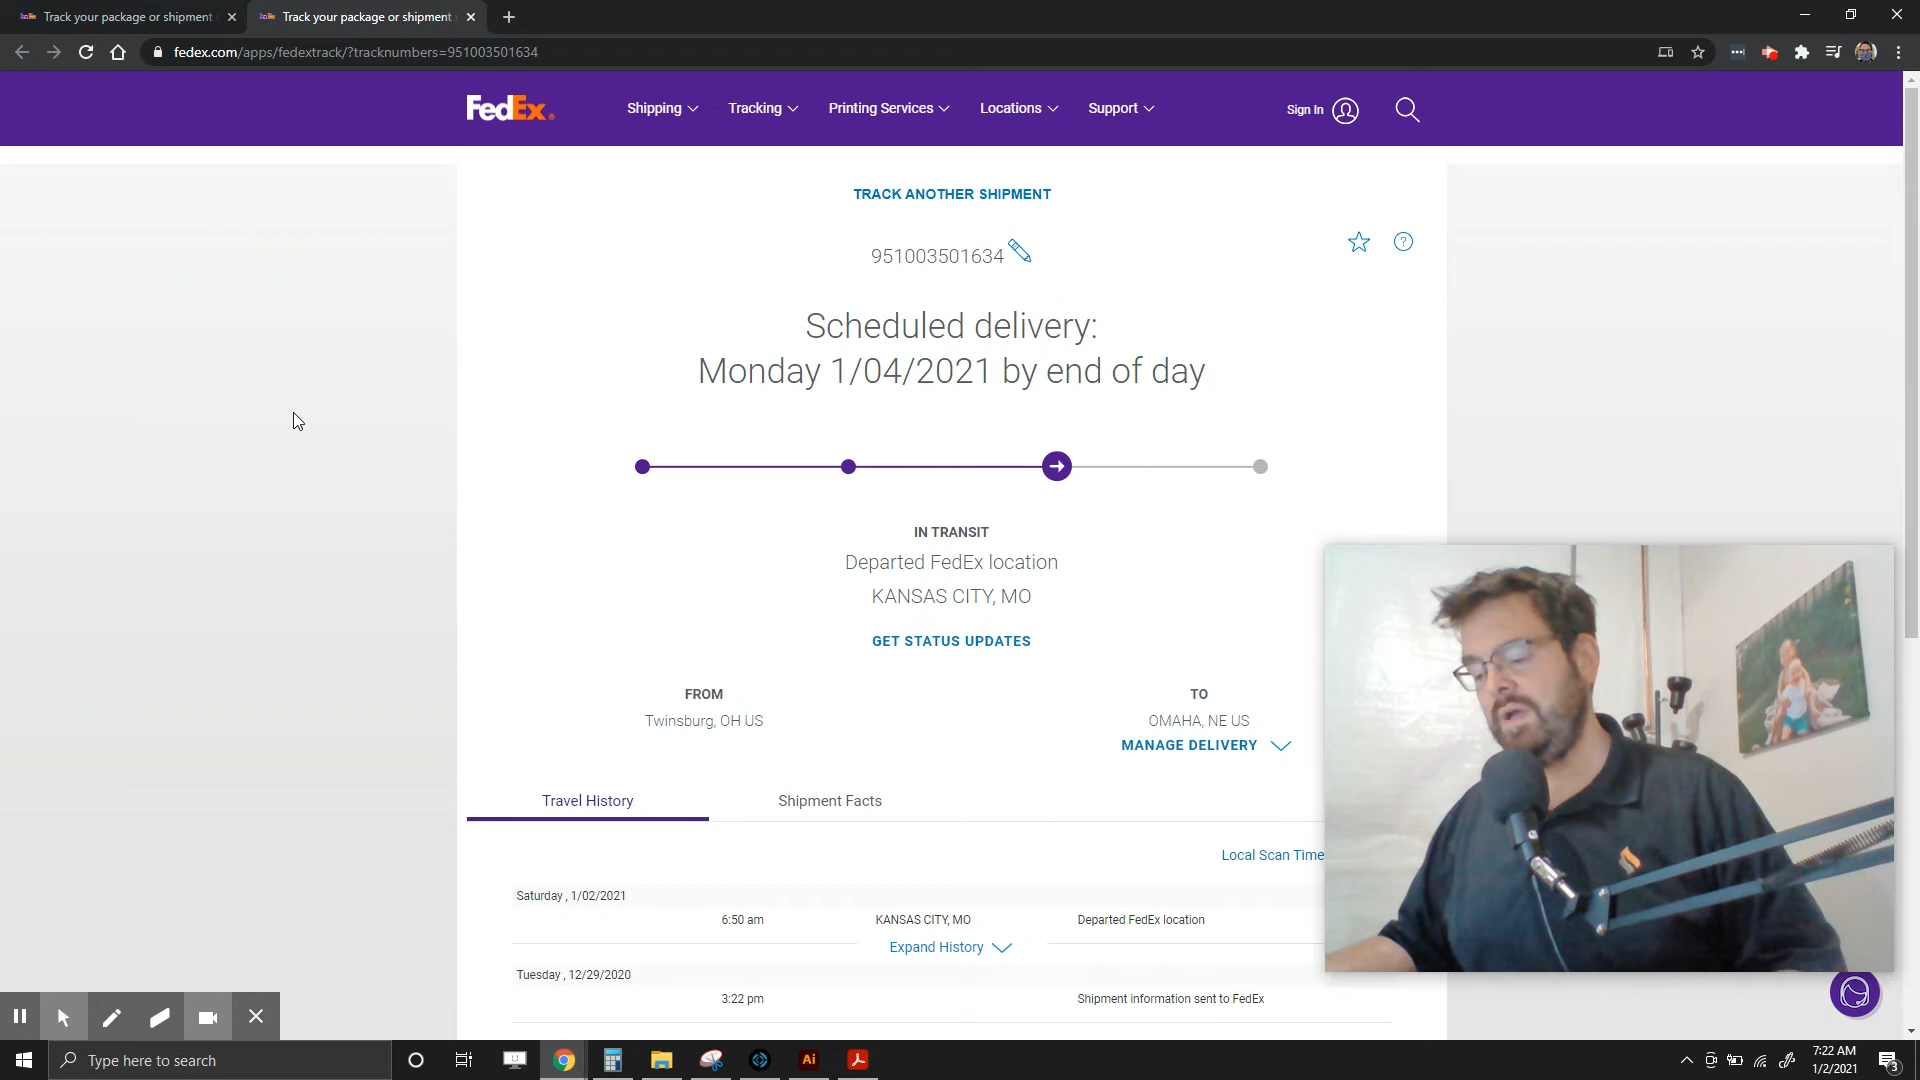 Track your package or shipment
Track your package or shipment
fedex.com/apps/fedextrack/?tracknumbers=951003501634
FedEx®
Shipping
Tracking
Printing Services
Locations
Support
Sign In
TRACK ANOTHER SHIPMENT
951003501634
Scheduled delivery:
Monday 1/04/2021 by end of day
IN TRANSIT
Departed FedEx location
KANSAS CITY, MO
GET STATUS UPDATES
FROM
Twinsburg, OH US
TO
OMAHA, NE US
MANAGE DELIVERY
Travel History
Shipment Facts
Local Scan Time
Saturday , 1/02/2021
6:50 am KANSAS CITY, MO Departed FedEx location
Expand History
Tuesday , 12/29/2020
3:22 pm Shipment information sent to FedEx
Type here to search
Ai
7:22 AM
1/2/2021
3